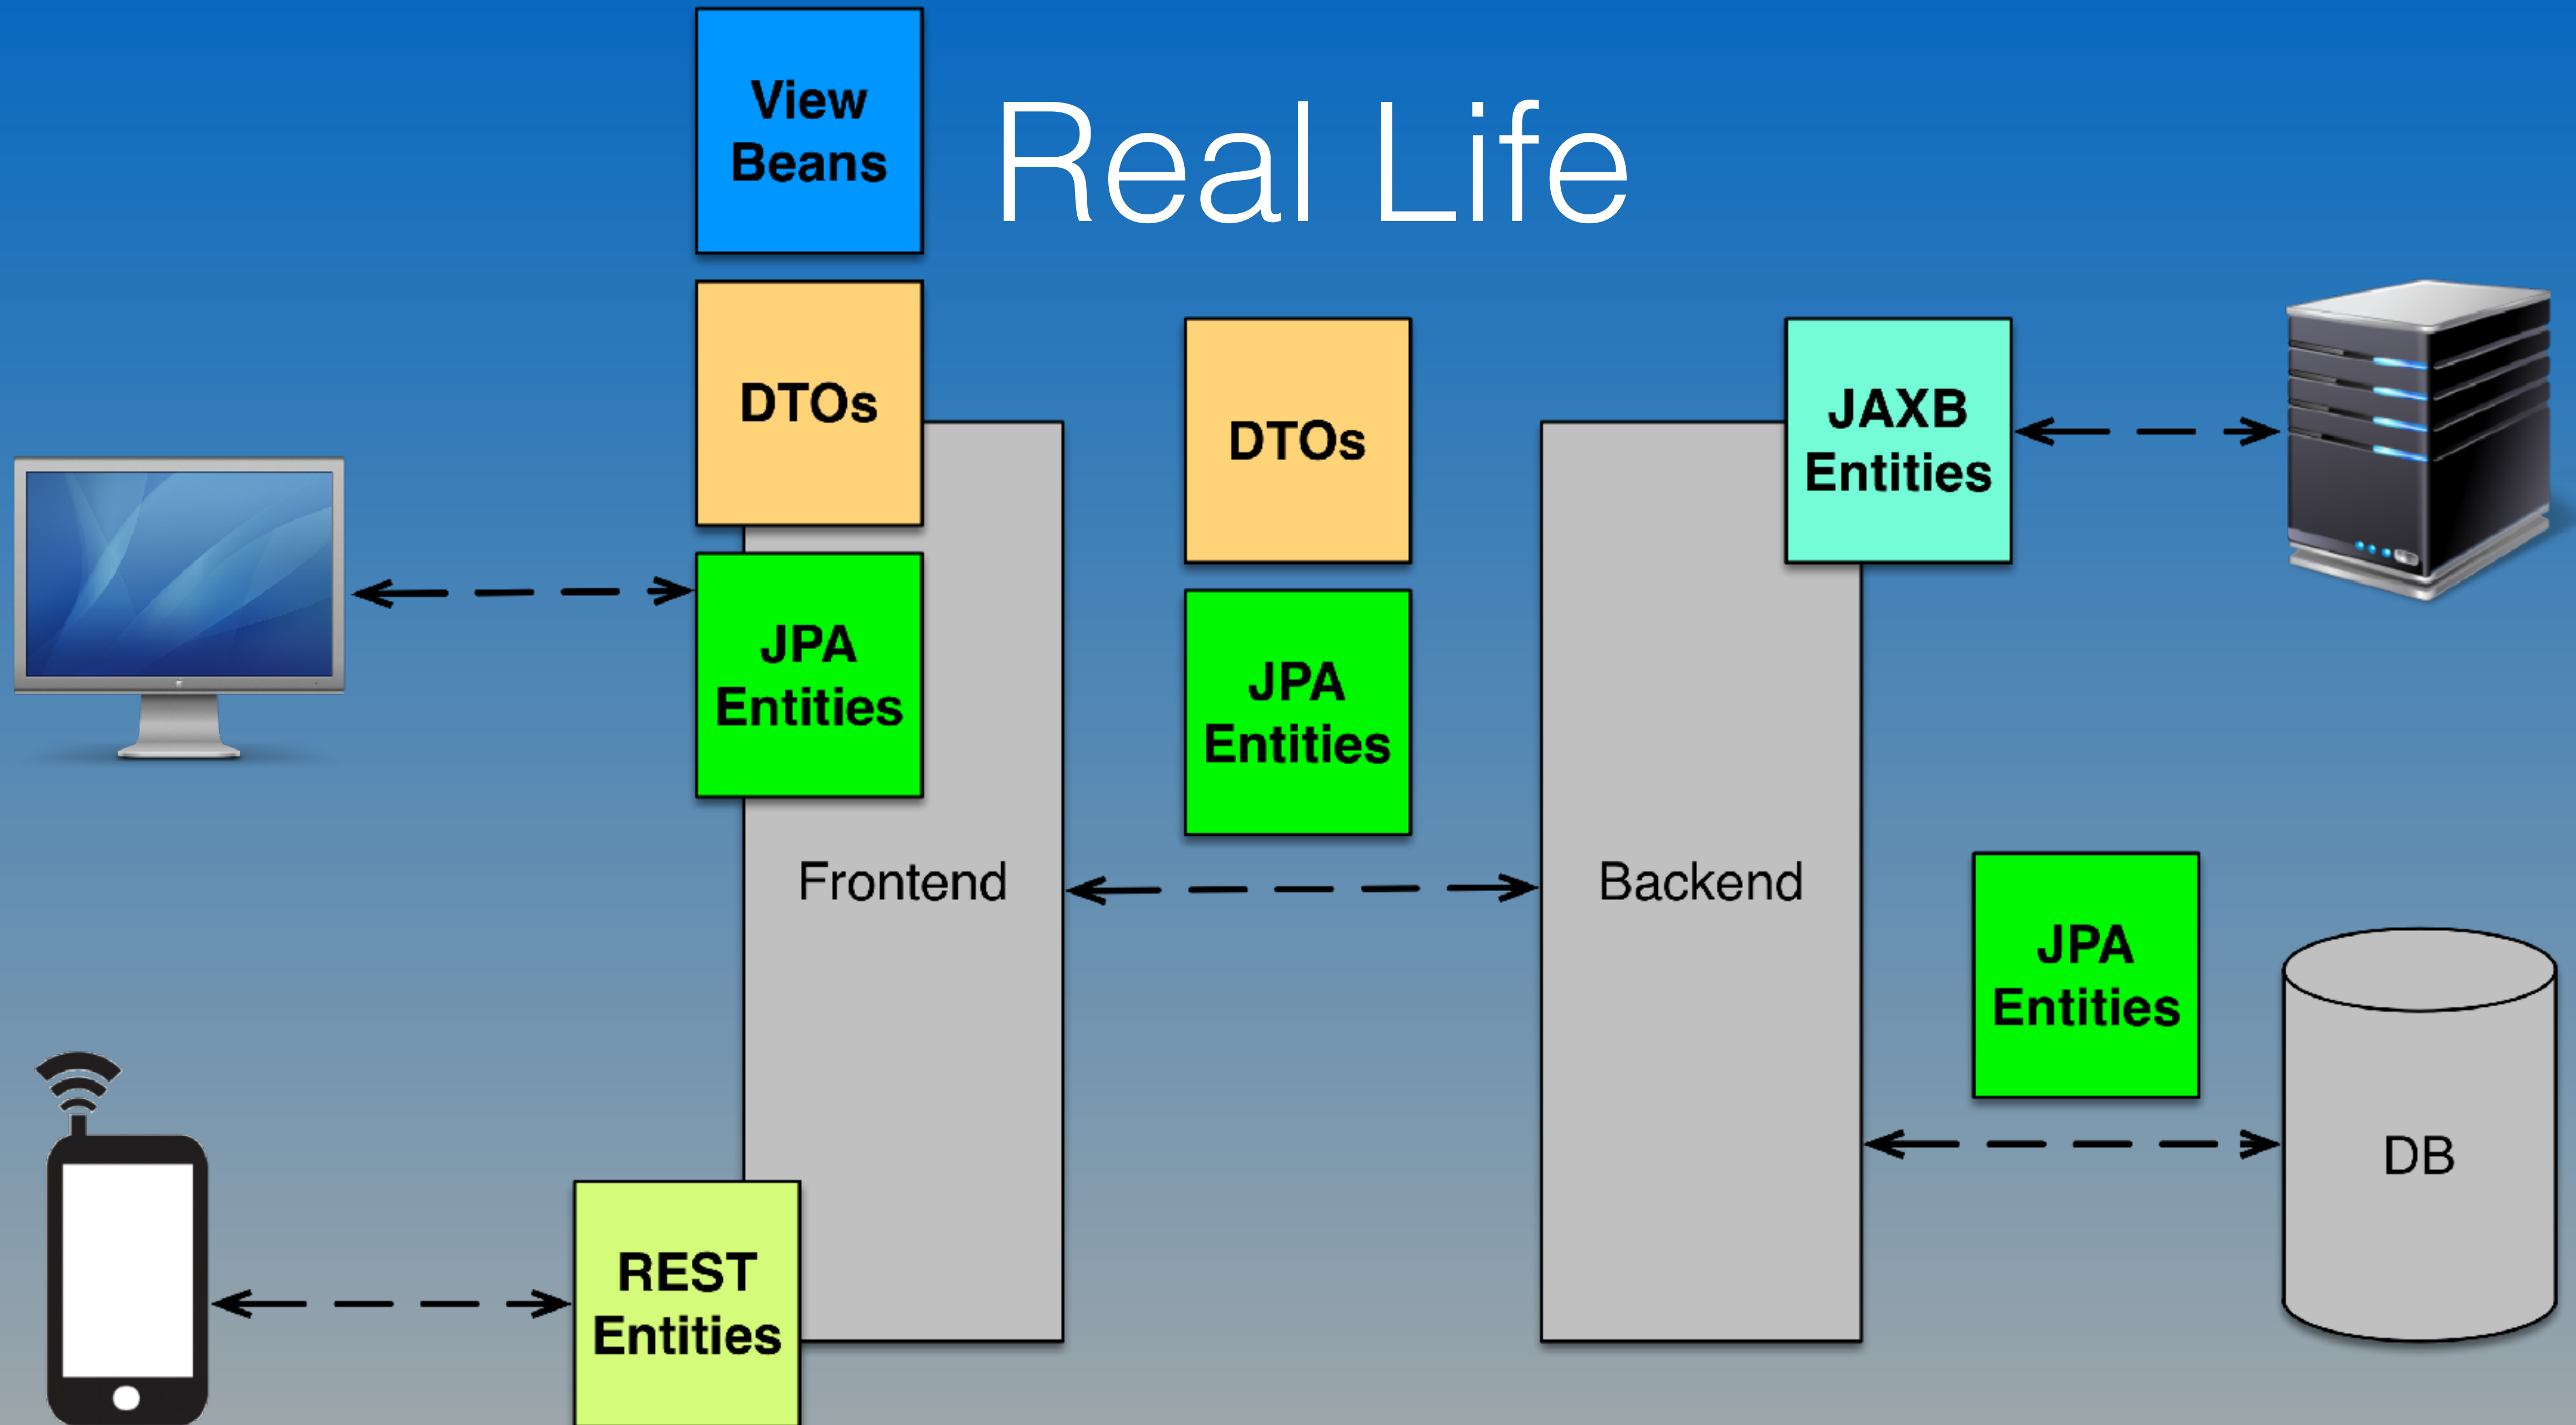 Real Life
View
Beans
DTOs
JPA
Entities
Frontend
REST
Entities
DTOs
JPA
Entities
Backend
JAXB
Entities
JPA
Entities
DB